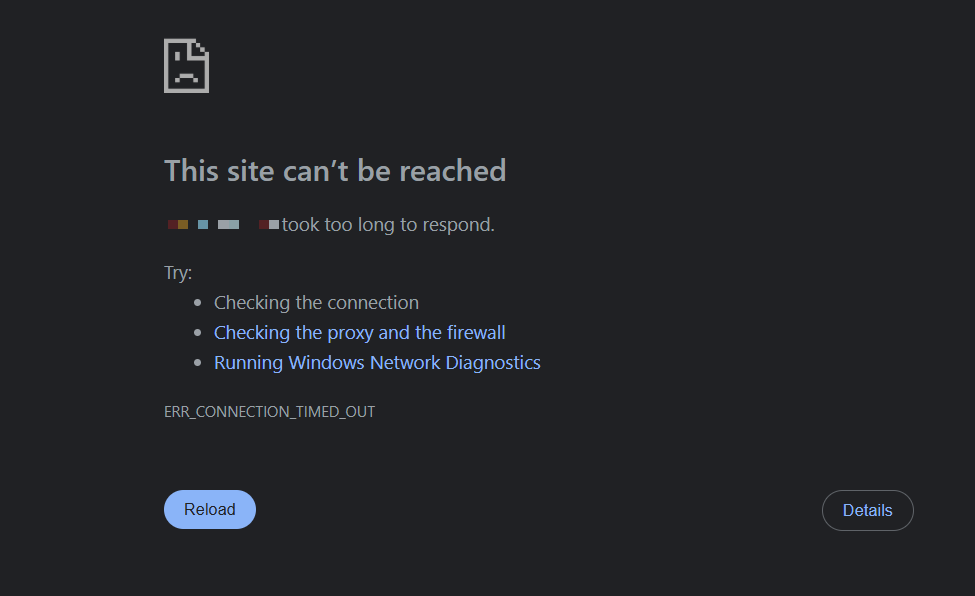 This site can’t be reached
took too long to respond.
Try:
Checking the connection
Checking the proxy and the firewall
Running Windows Network Diagnostics
ERR_CONNECTION_TIMED_OUT
Reload
Details